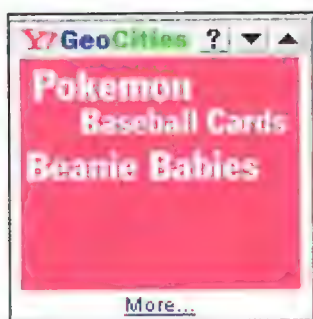 Y! GeoCities ?
Pokemon
Baseball Cards
Beanie Babies
More...